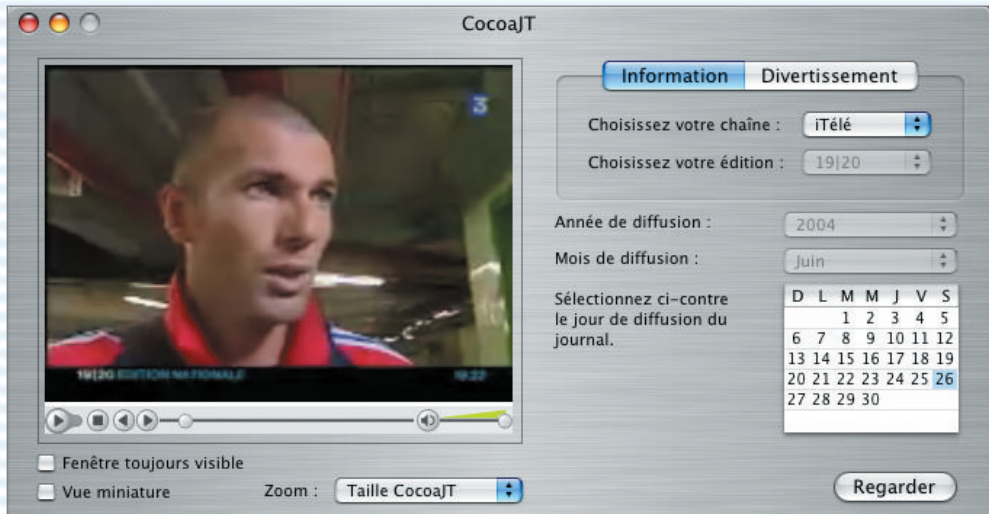 CocoaJT
3
19|20 EDITION NATIONALE 19:22
Fenêtre toujours visible
Vue miniature
Zoom : Taille CocoaJT
Information Divertissement
Choisissez votre chaîne : iTélé
Choisissez votre édition : 19|20
Année de diffusion : 2004
Mois de diffusion : Juin
Sélectionnez ci-contre
le jour de diffusion du
journal.
D L M M J V S
1 2 3 4 5
6 7 8 9 10 11 12
13 14 15 16 17 18 19
20 21 22 23 24 25 26
27 28 29 30
Regarder